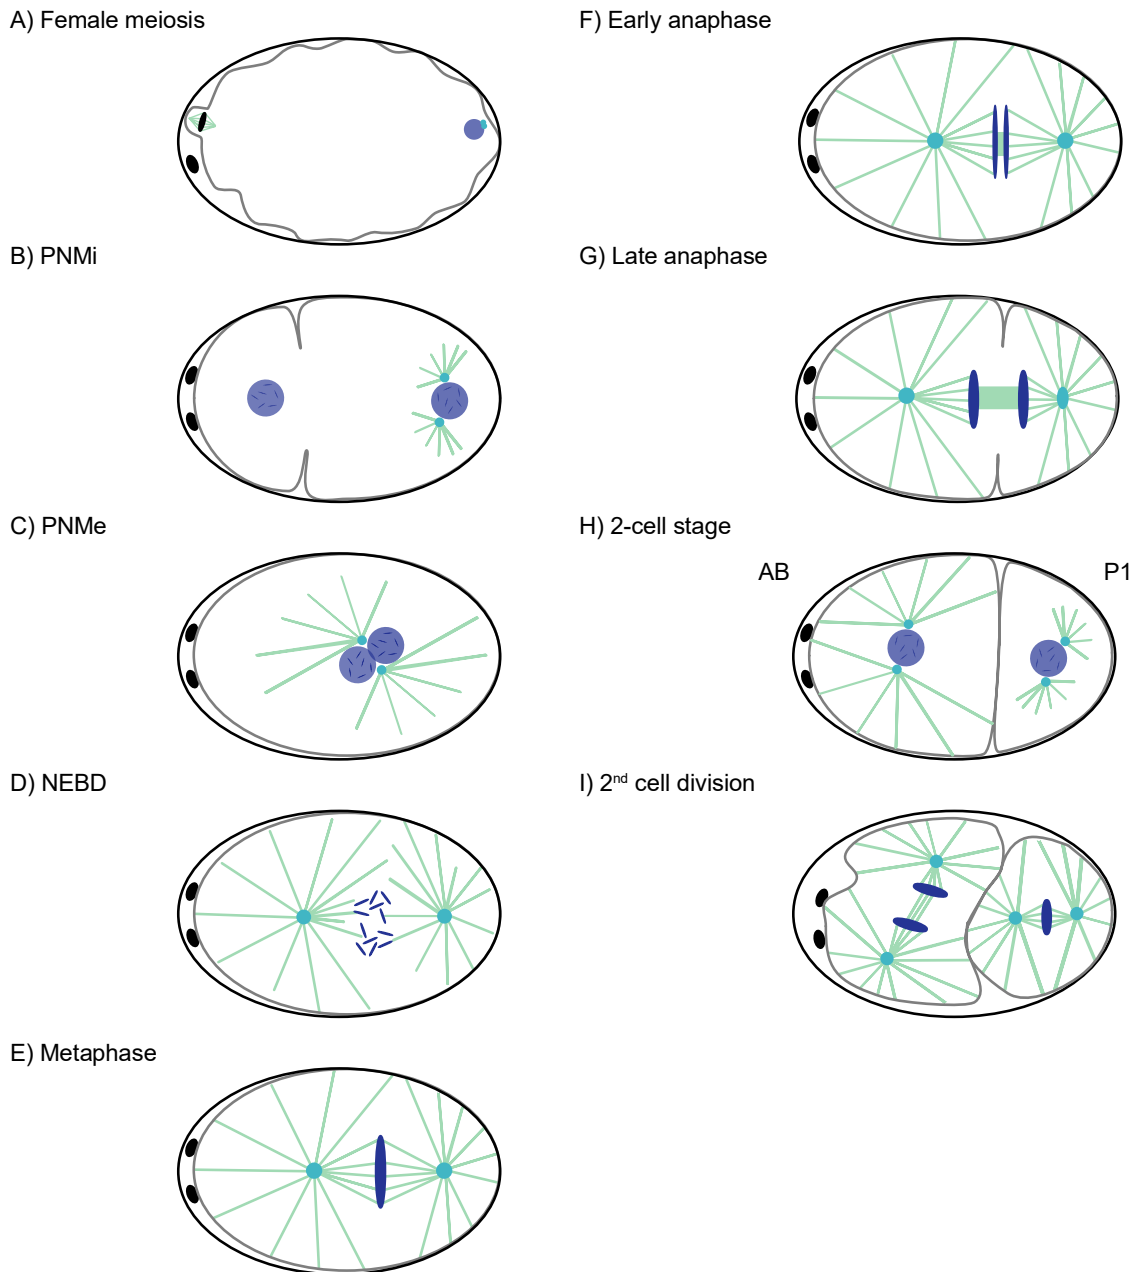 A) Female meiosis
B) PNMi
C) PNMe
D) NEBD
E) Metaphase
F) Early anaphase
G) Late anaphase
H) 2-cell stage
AB
P1
I) 2nd cell division